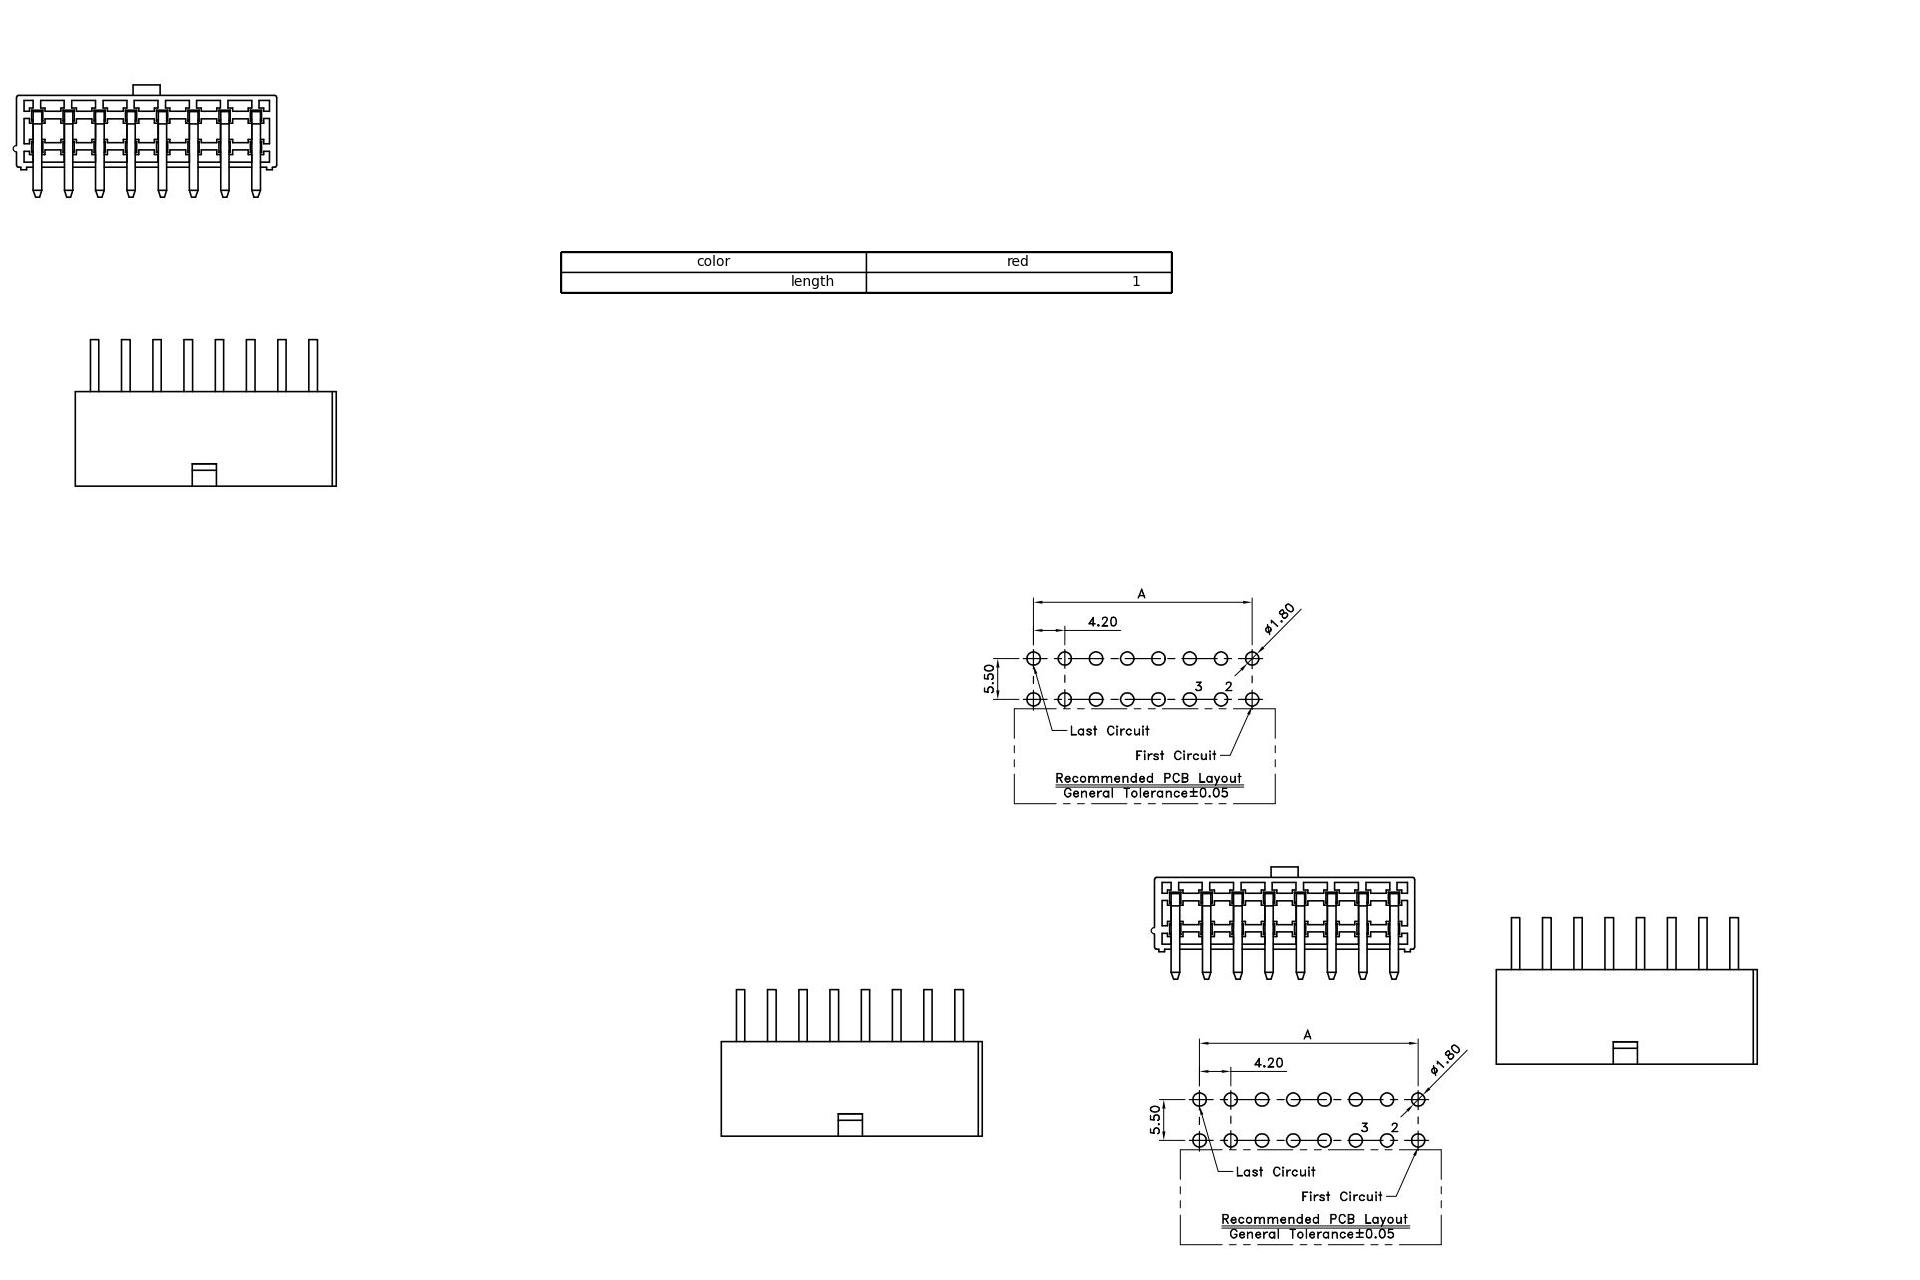 color red
length 1
A
4.20
ø1.80
5.50
3 2
Last Circuit
First Circuit
Recommended PCB Layout
General Tolerance±0.05
A
4.20
ø1.80
5.50
3 2
Last Circuit
First Circuit
Recommended PCB Layout
General Tolerance±0.05